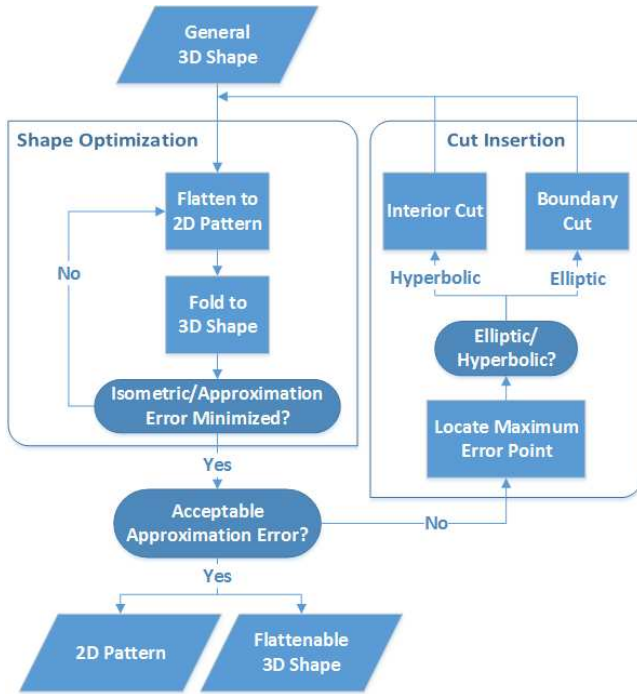 General
3D Shape
Shape Optimization
Flatten to
2D Pattern
No
Fold to
3D Shape
Isometric/Approximation
Error Minimized?
Yes
Acceptable
Approximation Error?
No
Yes
2D Pattern
Flattenable
3D Shape
Cut Insertion
Interior Cut
Boundary
Cut
Hyperbolic
Elliptic
Elliptic/
Hyperbolic?
Locate Maximum
Error Point